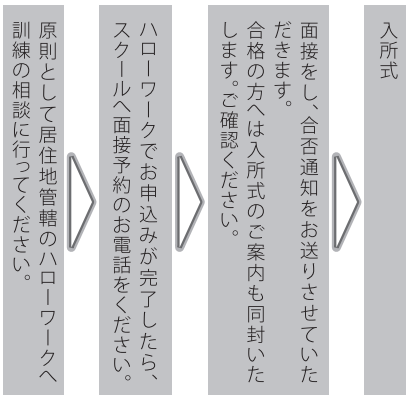 原則として居住地管轄のハローワークへ
訓練の相談に行ってください。
ハローワークでお申込みが完了したら、
スクールへ面接予約のお電話をください。
面接をし、合否通知をお送りさせていた
だきます。
合格の方へは入所式のご案内も同封いた
します。ご確認ください。
入所式